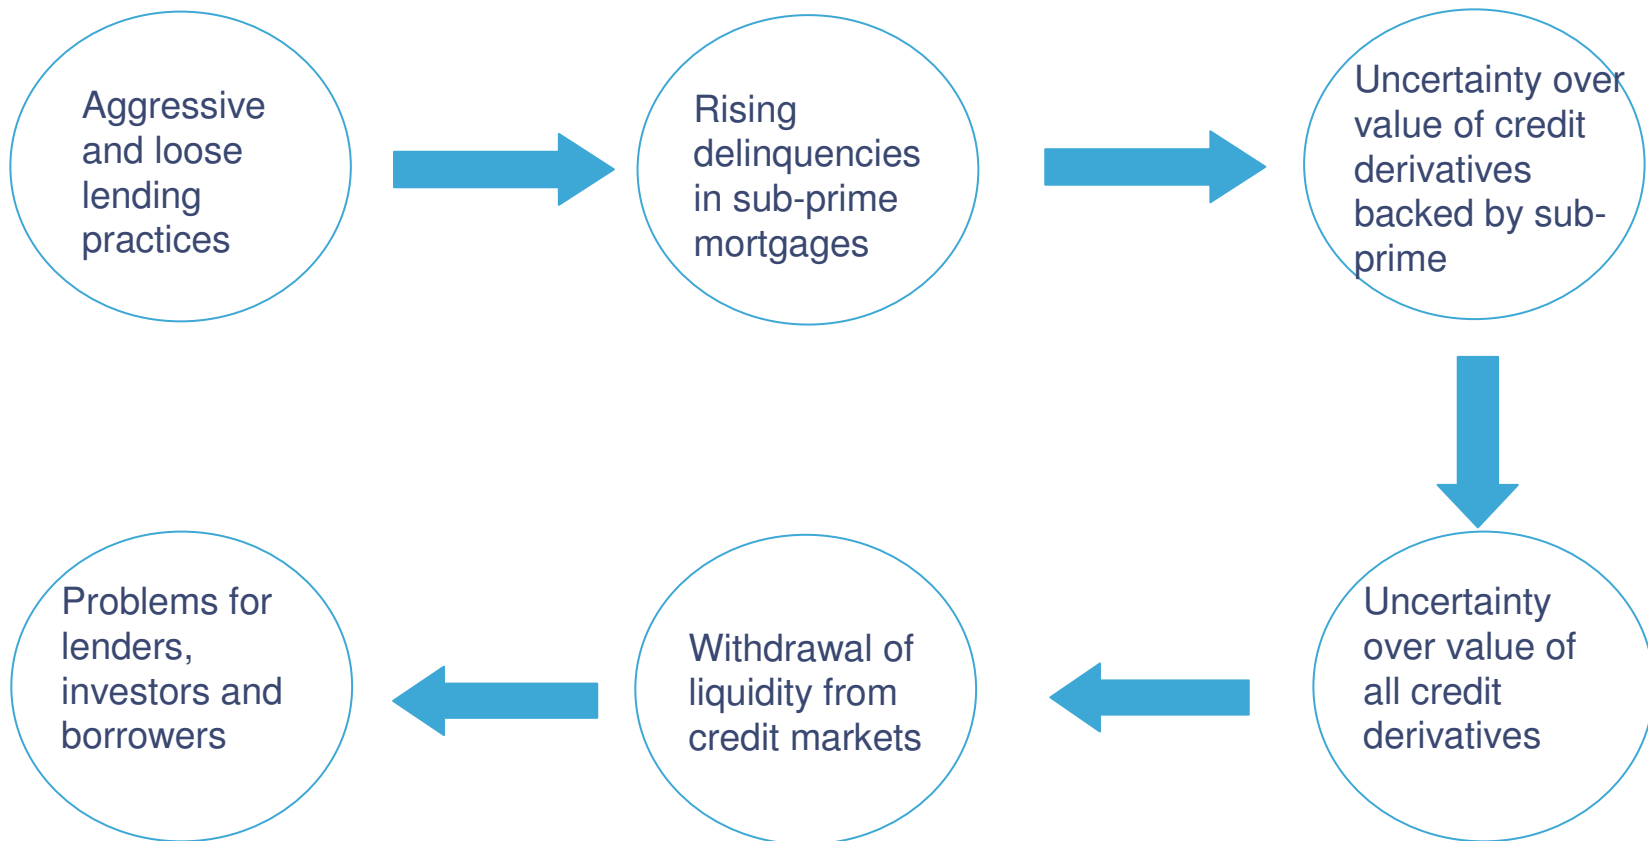 Aggressive
and loose
lending
practices
Rising
delinquencies
in sub-prime
mortgages
Uncertainty over
value of credit
derivatives
backed by sub-
prime
Uncertainty
over value of
all credit
derivatives
Withdrawal of
liquidity from
credit markets
Problems for
lenders,
investors and
borrowers